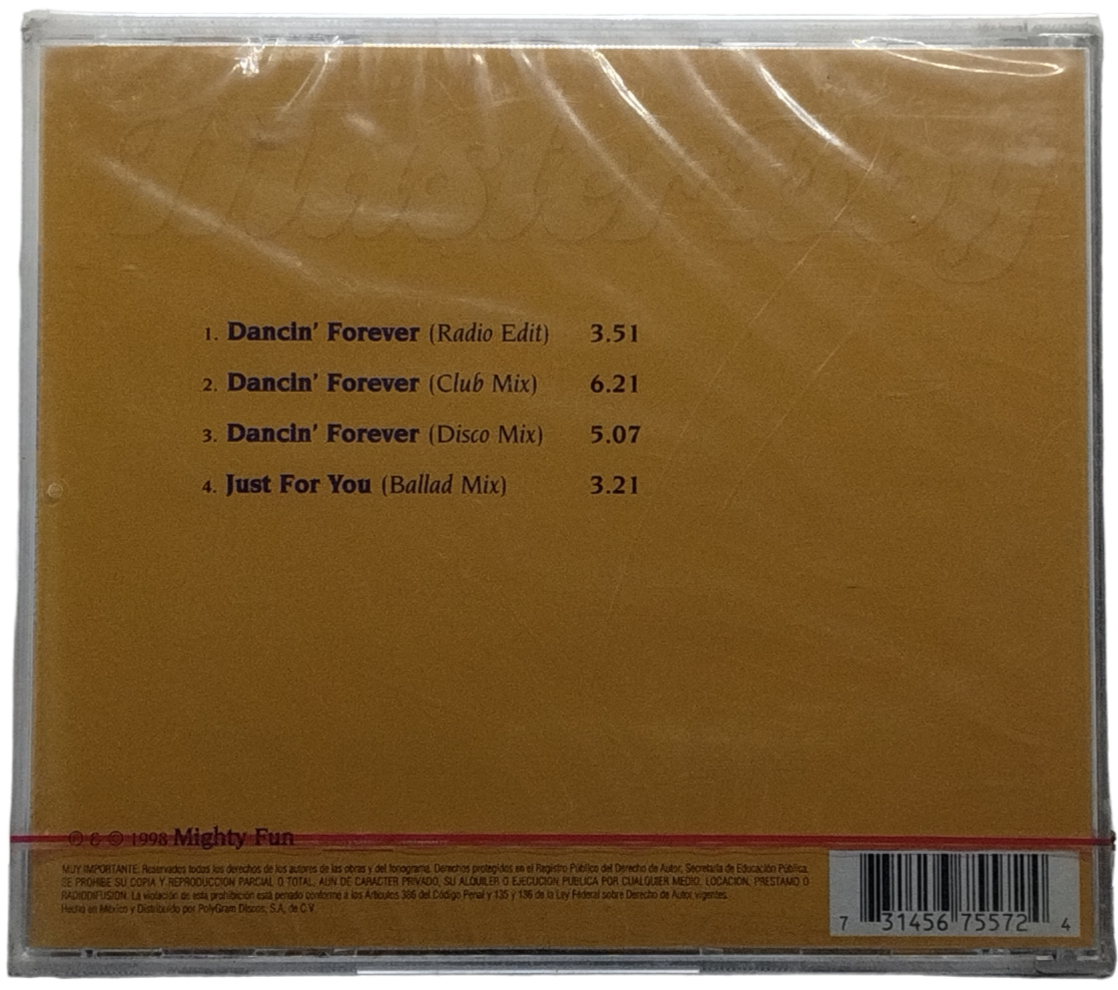 Masterboy
1. Dancin' Forever (Radio Edit) 3.51
2. Dancin' Forever (Club Mix) 6.21
3. Dancin' Forever (Disco Mix) 5.07
4. Just For You (Ballad Mix) 3.21
℗ & © 1998 Mighty Fun
MUY IMPORTANTE: Reservados todos los derechos de los autores de las obras y del fonograma. Derechos protegidos en el Registro Público del Derecho de Autor, Secretaría de Educación Pública.
SE PROHIBE SU COPIA Y REPRODUCCION PARCIAL O TOTAL, AUN DE CARACTER PRIVADO, SU ALQUILER O EJECUCION PUBLICA POR CUALQUIER MEDIO, LOCACION, PRESTAMO O
RADIODIFUSION. La violación de esta prohibición está penado conforme a los Artículos 386 del Código Penal y 135 y 136 de la Ley Federal sobre Derecho de Autor vigentes.
Hecho en México y Distribuido por PolyGram Discos, S.A. de C.V.
7 31456 75572 4